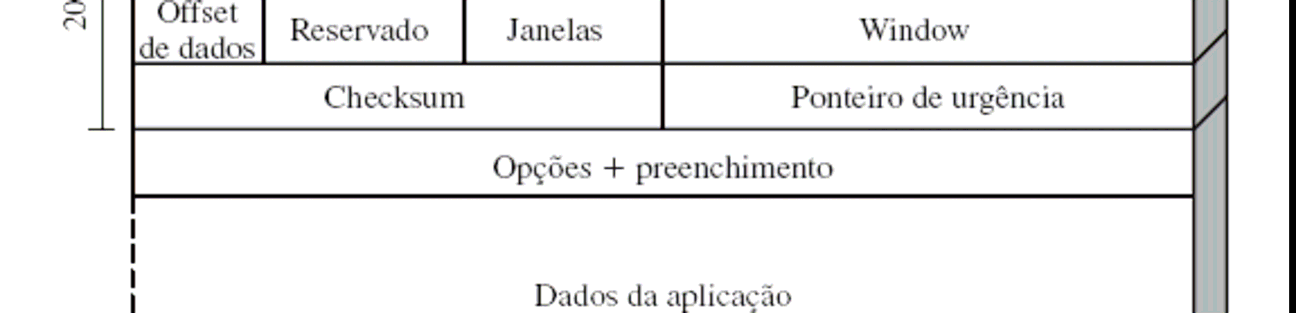 20
Offset
de dados
Reservado
Janelas
Window
Checksum
Ponteiro de urgência
Opções + preenchimento
Dados da aplicação